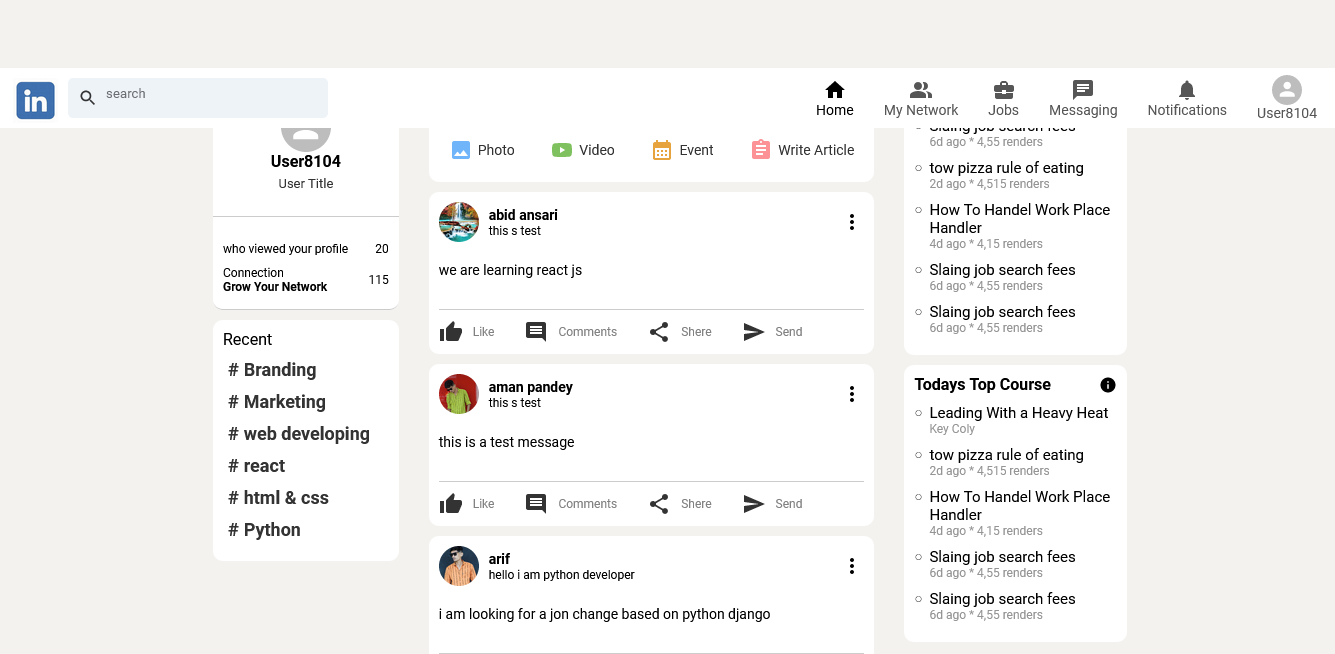 in
search
Home
My Network
Jobs
Messaging
Notifications
User8104
User8104
User Title
who viewed your profile 20
Connection
Grow Your Network
115
Recent
# Branding
# Marketing
# web developing
# react
# html & css
# Python
Photo
Video
Event
Write Article
abid ansari
this s test
we are learning react js
Like
Comments
Share
Send
aman pandey
this s test
this is a test message
Like
Comments
Share
Send
arif
hello i am python developer
i am looking for a jon change based on python django
Slaing job search fees
6d ago * 4,55 renders
tow pizza rule of eating
2d ago * 4,515 renders
How To Handel Work Place
Handler
4d ago * 4,15 renders
Slaing job search fees
6d ago * 4,55 renders
Slaing job search fees
6d ago * 4,55 renders
Todays Top Course
Leading With a Heavy Heat
Key Coly
tow pizza rule of eating
2d ago * 4,515 renders
How To Handel Work Place
Handler
4d ago * 4,15 renders
Slaing job search fees
6d ago * 4,55 renders
Slaing job search fees
6d ago * 4,55 renders